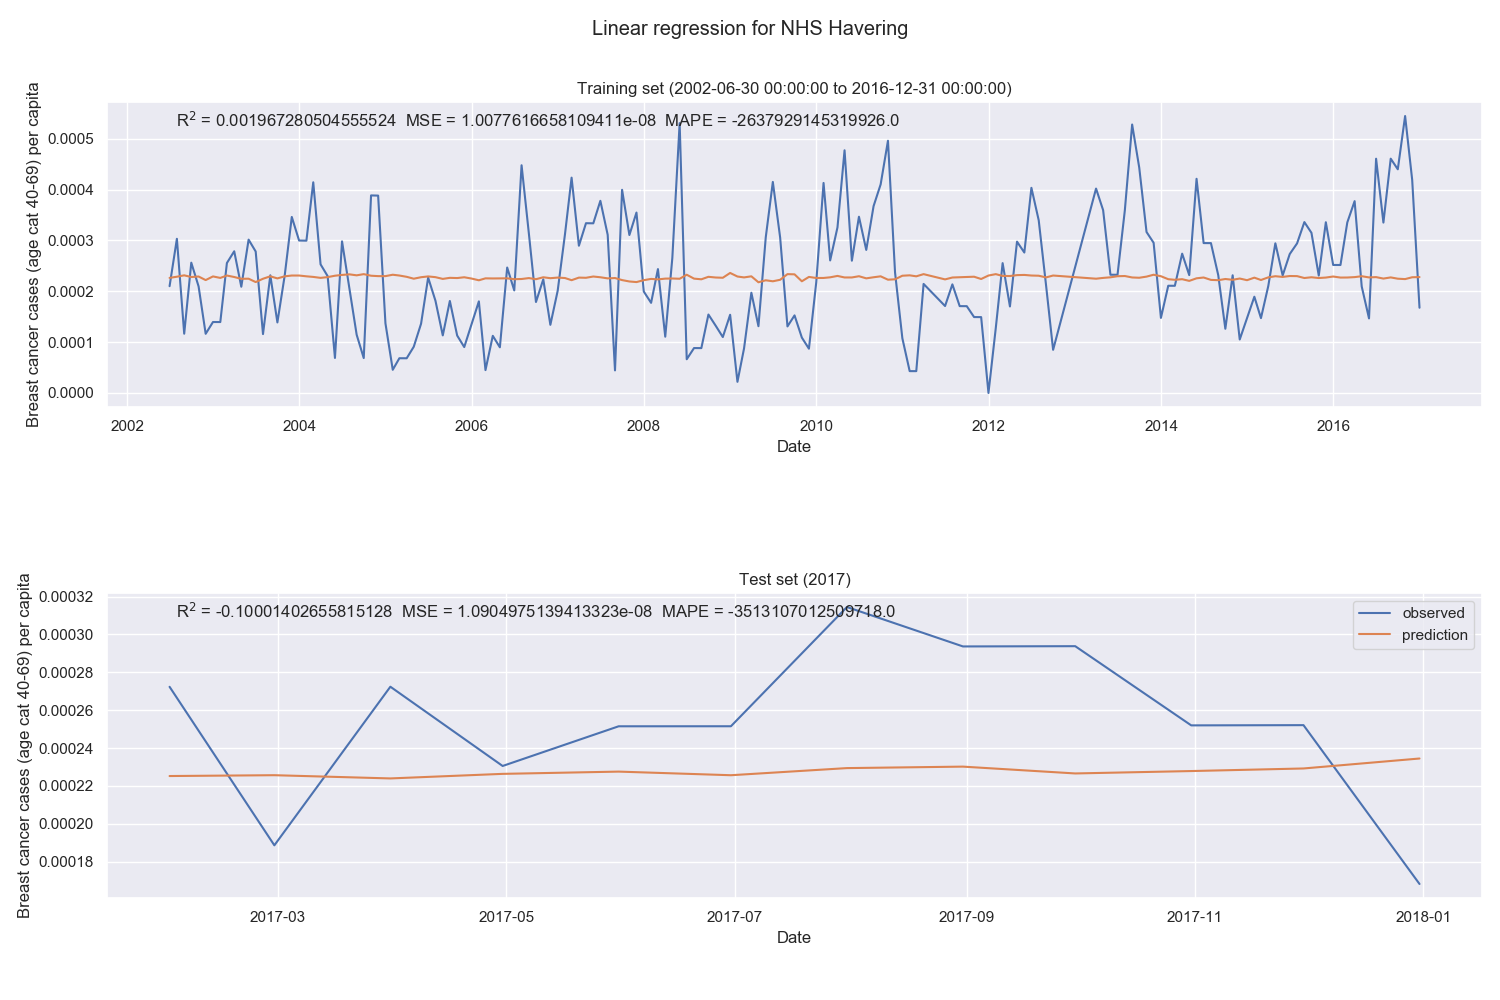 Linear regression for NHS Havering
Training set (2002-06-30 00:00:00 to 2016-12-31 00:00:00)
R² = 0.001967280504555524 MSE = 1.0077616658109411e-08 MAPE = -2637929145319926.0
Breast cancer cases (age cat 40-69) per capita
0.0005
0.0004
0.0003
0.0002
0.0001
0.0000
2002 2004 2006 2008 2010 2012 2014 2016
Date
Test set (2017)
R² = -0.10001402655815128 MSE = 1.0904975139413323e-08 MAPE = -3513107012509718.0
observed
prediction
Breast cancer cases (age cat 40-69) per capita
0.00032
0.00030
0.00028
0.00026
0.00024
0.00022
0.00020
0.00018
2017-03 2017-05 2017-07 2017-09 2017-11 2018-01
Date